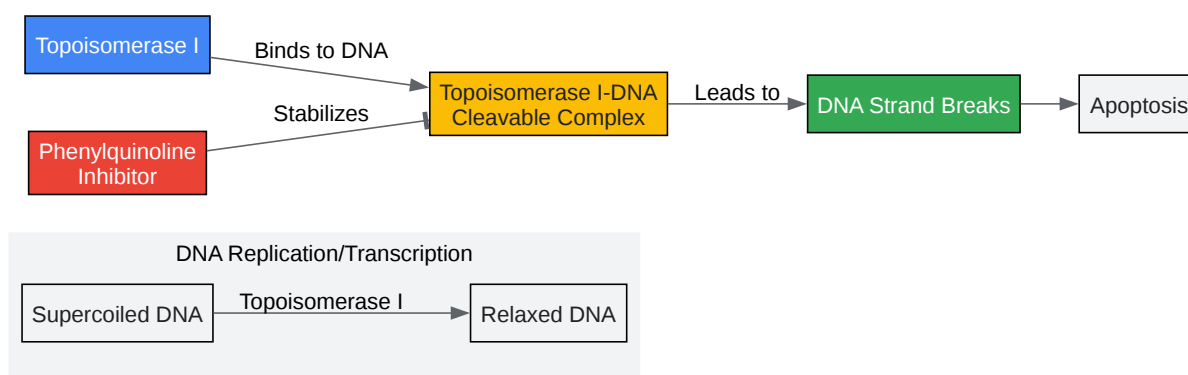 Topoisomerase I
Binds to DNA
Stabilizes
Phenylquinoline
Inhibitor
Topoisomerase I-DNA
Cleavable Complex
Leads to
DNA Strand Breaks
Apoptosis
DNA Replication/Transcription
Supercoiled DNA
Topoisomerase I
Relaxed DNA